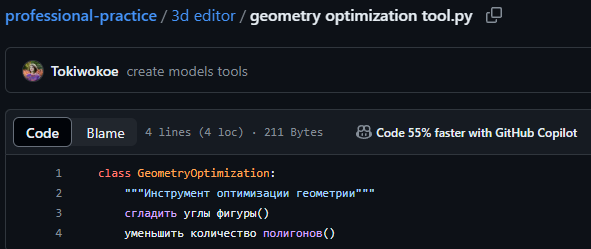 professional-practice / 3d editor / geometry optimization tool.py
Tokiwokoe create models tools
Code Blame 4 lines (4 loc) · 211 Bytes Code 55% faster with GitHub Copilot
1 class GeometryOptimization:
2 """Инструмент оптимизации геометрии"""
3 сгладить углы фигуры()
4 уменьшить количество полигонов()